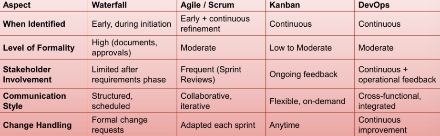 Aspect Waterfall Agile / Scrum Kanban DevOps
When Identified Early, during initiation Early + continuous refinement Continuous Continuous
Level of Formality High (documents, approvals) Moderate Low to Moderate Moderate
Stakeholder Involvement Limited after requirements phase Frequent (Sprint Reviews) Ongoing feedback Continuous + operational feedback
Communication Style Structured, scheduled Collaborative, iterative Flexible, on-demand Cross-functional, integrated
Change Handling Formal change requests Adapted each sprint Anytime Continuous improvement